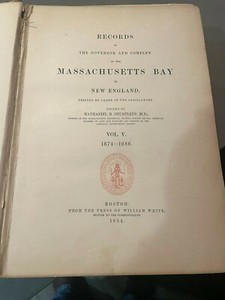 RECORDS
OF THE
GOVERNOR AND COMPANY
OF THE
MASSACHUSETTS BAY
IN
NEW ENGLAND.
PRINTED BY ORDER OF THE LEGISLATURE.
EDITED BY
NATHANIEL B. SHURTLEFF, M.D.,
VOL. V.
1674—1686.
BOSTON:
FROM THE PRESS OF WILLIAM WHITE,
PRINTER TO THE COMMONWEALTH.
1854.